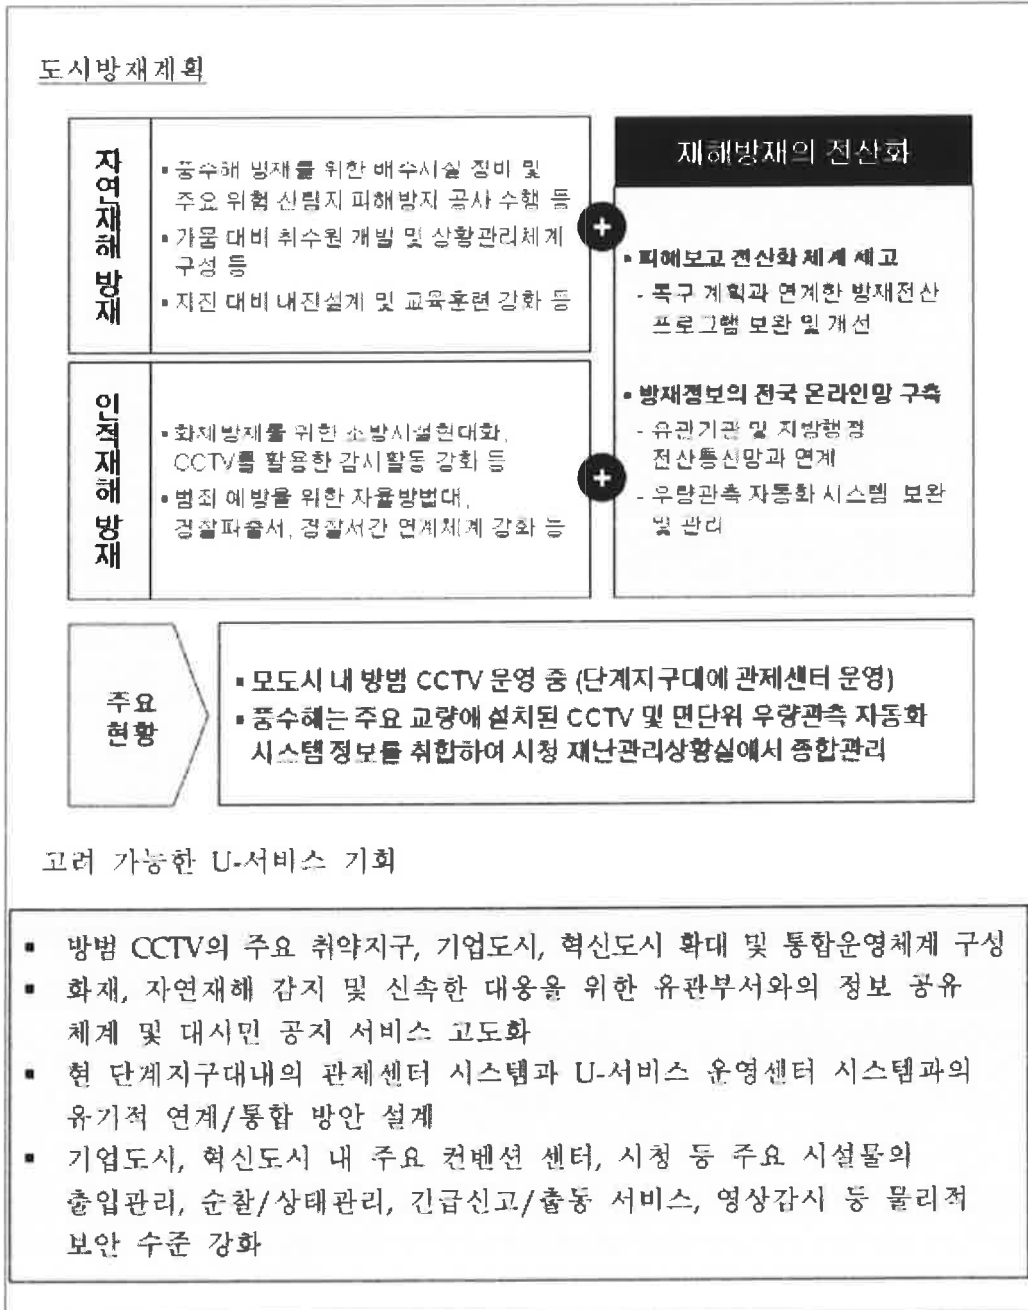 도시방재계획
자연재해 방재
▪ 풍수해 방재를 위한 배수시설 정비 및
주요 위험 산림지 피해방지 공사 수행 등
▪ 가뭄 대비 취수원 개발 및 상황관리체계
구성 등
▪ 지진 대비 내진설계 및 교육훈련 강화 등
인적재해 방재
▪ 화재방재를 위한 소방시설현대화,
CCTV를 활용한 감시활동 강화 등
▪ 범죄 예방을 위한 자율방범대,
경찰파출서, 경찰서간 연계체계 강화 등
+
+
재해방재의 전산화
▪ 피해보고 전산화 체계 제고
- 복구 계획과 연계한 방재전산
프로그램 보완 및 개선
▪ 방재정보의 전국 온라인망 구축
- 유관기관 및 지방행정
전산통신망과 연계
- 우량관측 자동화 시스템 보완
및 관리
주요
현황
▪ 모도시 내 방범 CCTV 운영 중 (단계지구대에 관제센터 운영)
▪ 풍수해는 주요 교량에 설치된 CCTV 및 면단위 우량관측 자동화
시스템 정보를 취합하여 시청 재난관리상황실에서 종합관리
고려 가능한 U-서비스 기회
▪ 방범 CCTV의 주요 취약지구, 기업도시, 혁신도시 확대 및 통합운영체계 구성
▪ 화재, 자연재해 감지 및 신속한 대응을 위한 유관부서와의 정보 공유
체계 및 대시민 공지 서비스 고도화
▪ 현 단계지구대내의 관제센터 시스템과 U-서비스 운영센터 시스템과의
유기적 연계/통합 방안 설계
▪ 기업도시, 혁신도시 내 주요 컨벤션 센터, 시청 등 주요 시설물의
출입관리, 순찰/상태관리, 긴급신고/출동 서비스, 영상감시 등 물리적
보안 수준 강화